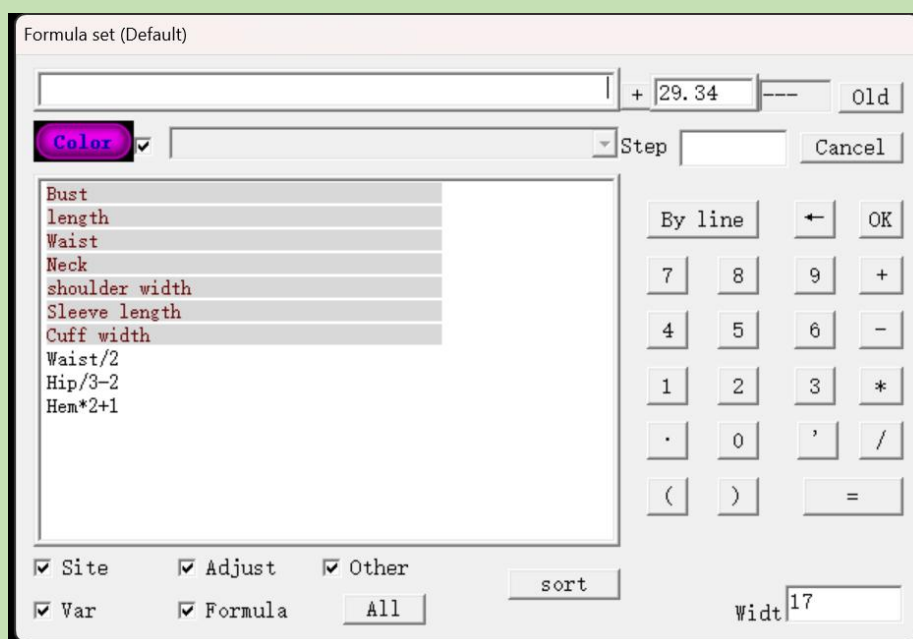 Formula set (Default)
+ 29.34 --- Old
Color Step Cancel
Bust
length
Waist
Neck
shoulder width
Sleeve length
Cuff width
Waist/2
Hip/3-2
Hem*2+1
By line ← OK
7 8 9 +
4 5 6 -
1 2 3 *
. 0 ' /
( ) =
Site Adjust Other
sort
Var Formula All
Widt 17